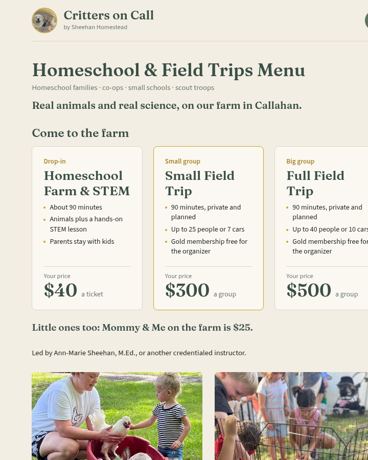 Critters on Call
by Sheehan Homestead
Homeschool & Field Trips Menu
Homeschool families · co-ops · small schools · scout troops
Real animals and real science, on our farm in Callahan.
Come to the farm
Drop-in
Homeschool
Farm & STEM
• About 90 minutes
• Animals plus a hands-on
STEM lesson
• Parents stay with kids
Your price
$40 a ticket
Small group
Small Field
Trip
• 90 minutes, private and
planned
• Up to 25 people or 7 cars
• Gold membership free for
the organizer
Your price
$300 a group
Big group
Full Field
Trip
• 90 minutes, private and
planned
• Up to 40 people or 10 cars
• Gold membership free for
the organizer
Your price
$500 a group
Little ones too: Mommy & Me on the farm is $25.
Led by Ann-Marie Sheehan, M.Ed., or another credentialed instructor.